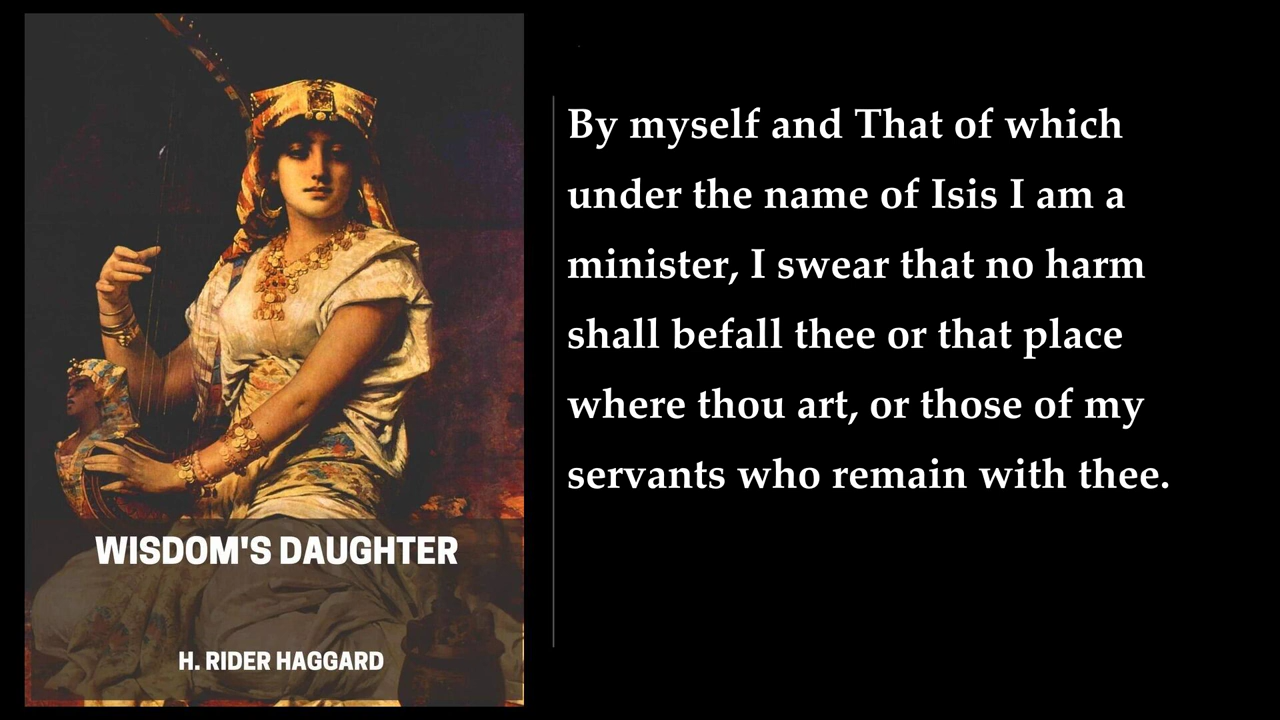 WISDOM'S DAUGHTER
H. RIDER HAGGARD
By myself and That of which
under the name of Isis I am a
minister, I swear that no harm
shall befall thee or that place
where thou art, or those of my
servants who remain with thee.